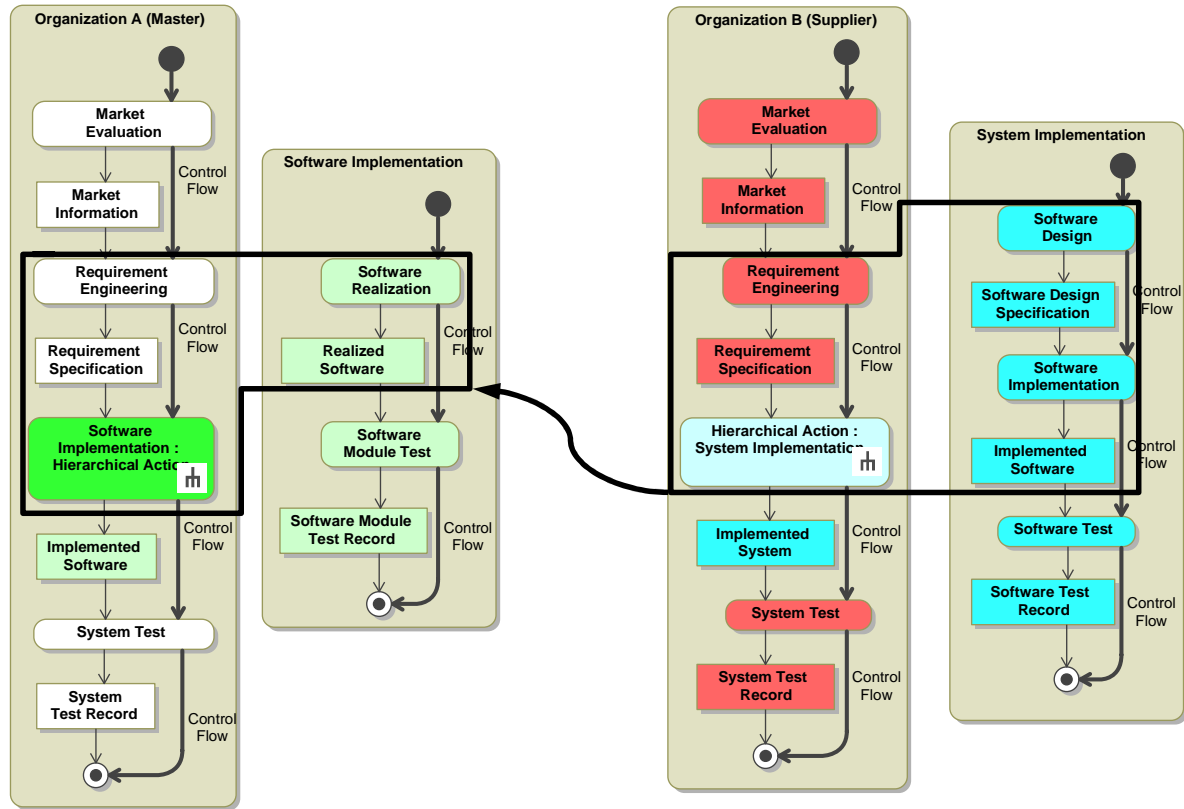 Organization A (Master)
Market
Evaluation
Control
Flow
Market
Information
Requirement
Engineering
Control
Flow
Requirement
Specification
Software
Implementation :
Hierarchical Action
Control
Flow
Implemented
Software
System Test
System
Test Record
Control
Flow
Software Implementation
Software
Realization
Control
Flow
Realized
Software
Software
Module Test
Software Module
Test Record
Control
Flow
Organization B (Supplier)
Market
Evaluation
Control
Flow
Market
Information
Requirement
Engineering
Control
Flow
Requirememt
Specification
Hierarchical Action :
System Implementation
Control
Flow
Implemented
System
System Test
System Test
Record
Control
Flow
System Implementation
Software
Design
Control
Flow
Software Design
Specification
Software
Implementation
Control
Flow
Implemented
Software
Software Test
Software Test
Record
Control
Flow